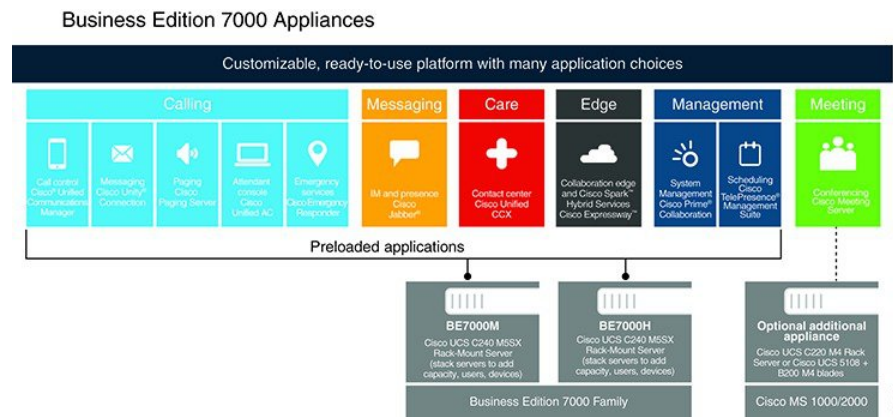 Business Edition 7000 Appliances
Customizable, ready-to-use platform with many application choices
Calling
Messaging
Care
Edge
Management
Meeting
Call control
Cisco® Unified
Communications
Manager
Messaging
Cisco Unity®
Connection
Paging
Cisco
Paging Server
Attendant
console
Cisco
Unified AC
Emergency
services
Cisco Emergency
Responder
IM and presence
Cisco
Jabber®
Contact center
Cisco Unified
CCX
Collaboration edge
and Cisco Spark™
Hybrid Services
Cisco Expressway™
System
Management
Cisco Prime®
Collaboration
Scheduling
Cisco
TelePresence®
Management
Suite
Conferencing
Cisco Meeting
Server
Preloaded applications
BE7000M
Cisco UCS C240 M5SX
Rack-Mount Server
(stack servers to add
capacity, users, devices)
BE7000H
Cisco UCS C240 M5SX
Rack-Mount Server
(stack servers to add
capacity, users, devices)
Optional additional
appliance
Cisco UCS C220 M4 Rack
Server or Cisco UCS 5108 +
B200 M4 blades
Business Edition 7000 Family
Cisco MS 1000/2000